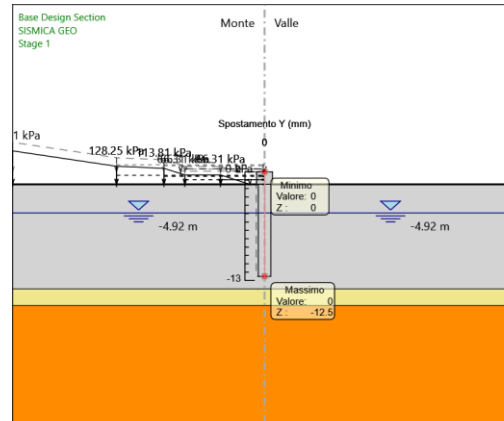 Base Design Section
SISMICA GEO
Stage 1
Monte Valle
Spostamento Y (mm)
0
1 kPa
128.25 kPa
Minimo
Valore: 0
Z : 0
-4.92 m
-4.92 m
-13
Massimo
Valore: 0
Z : -12.5